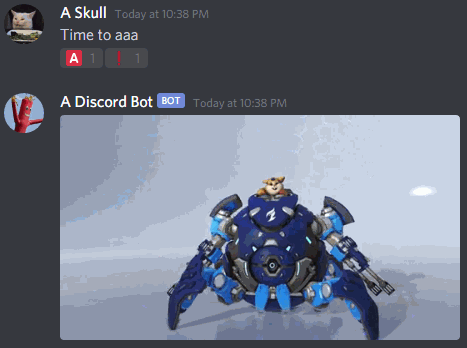 A Skull Today at 10:38 PM
Time to aaa
A 1 ! 1
A Discord Bot BOT Today at 10:38 PM